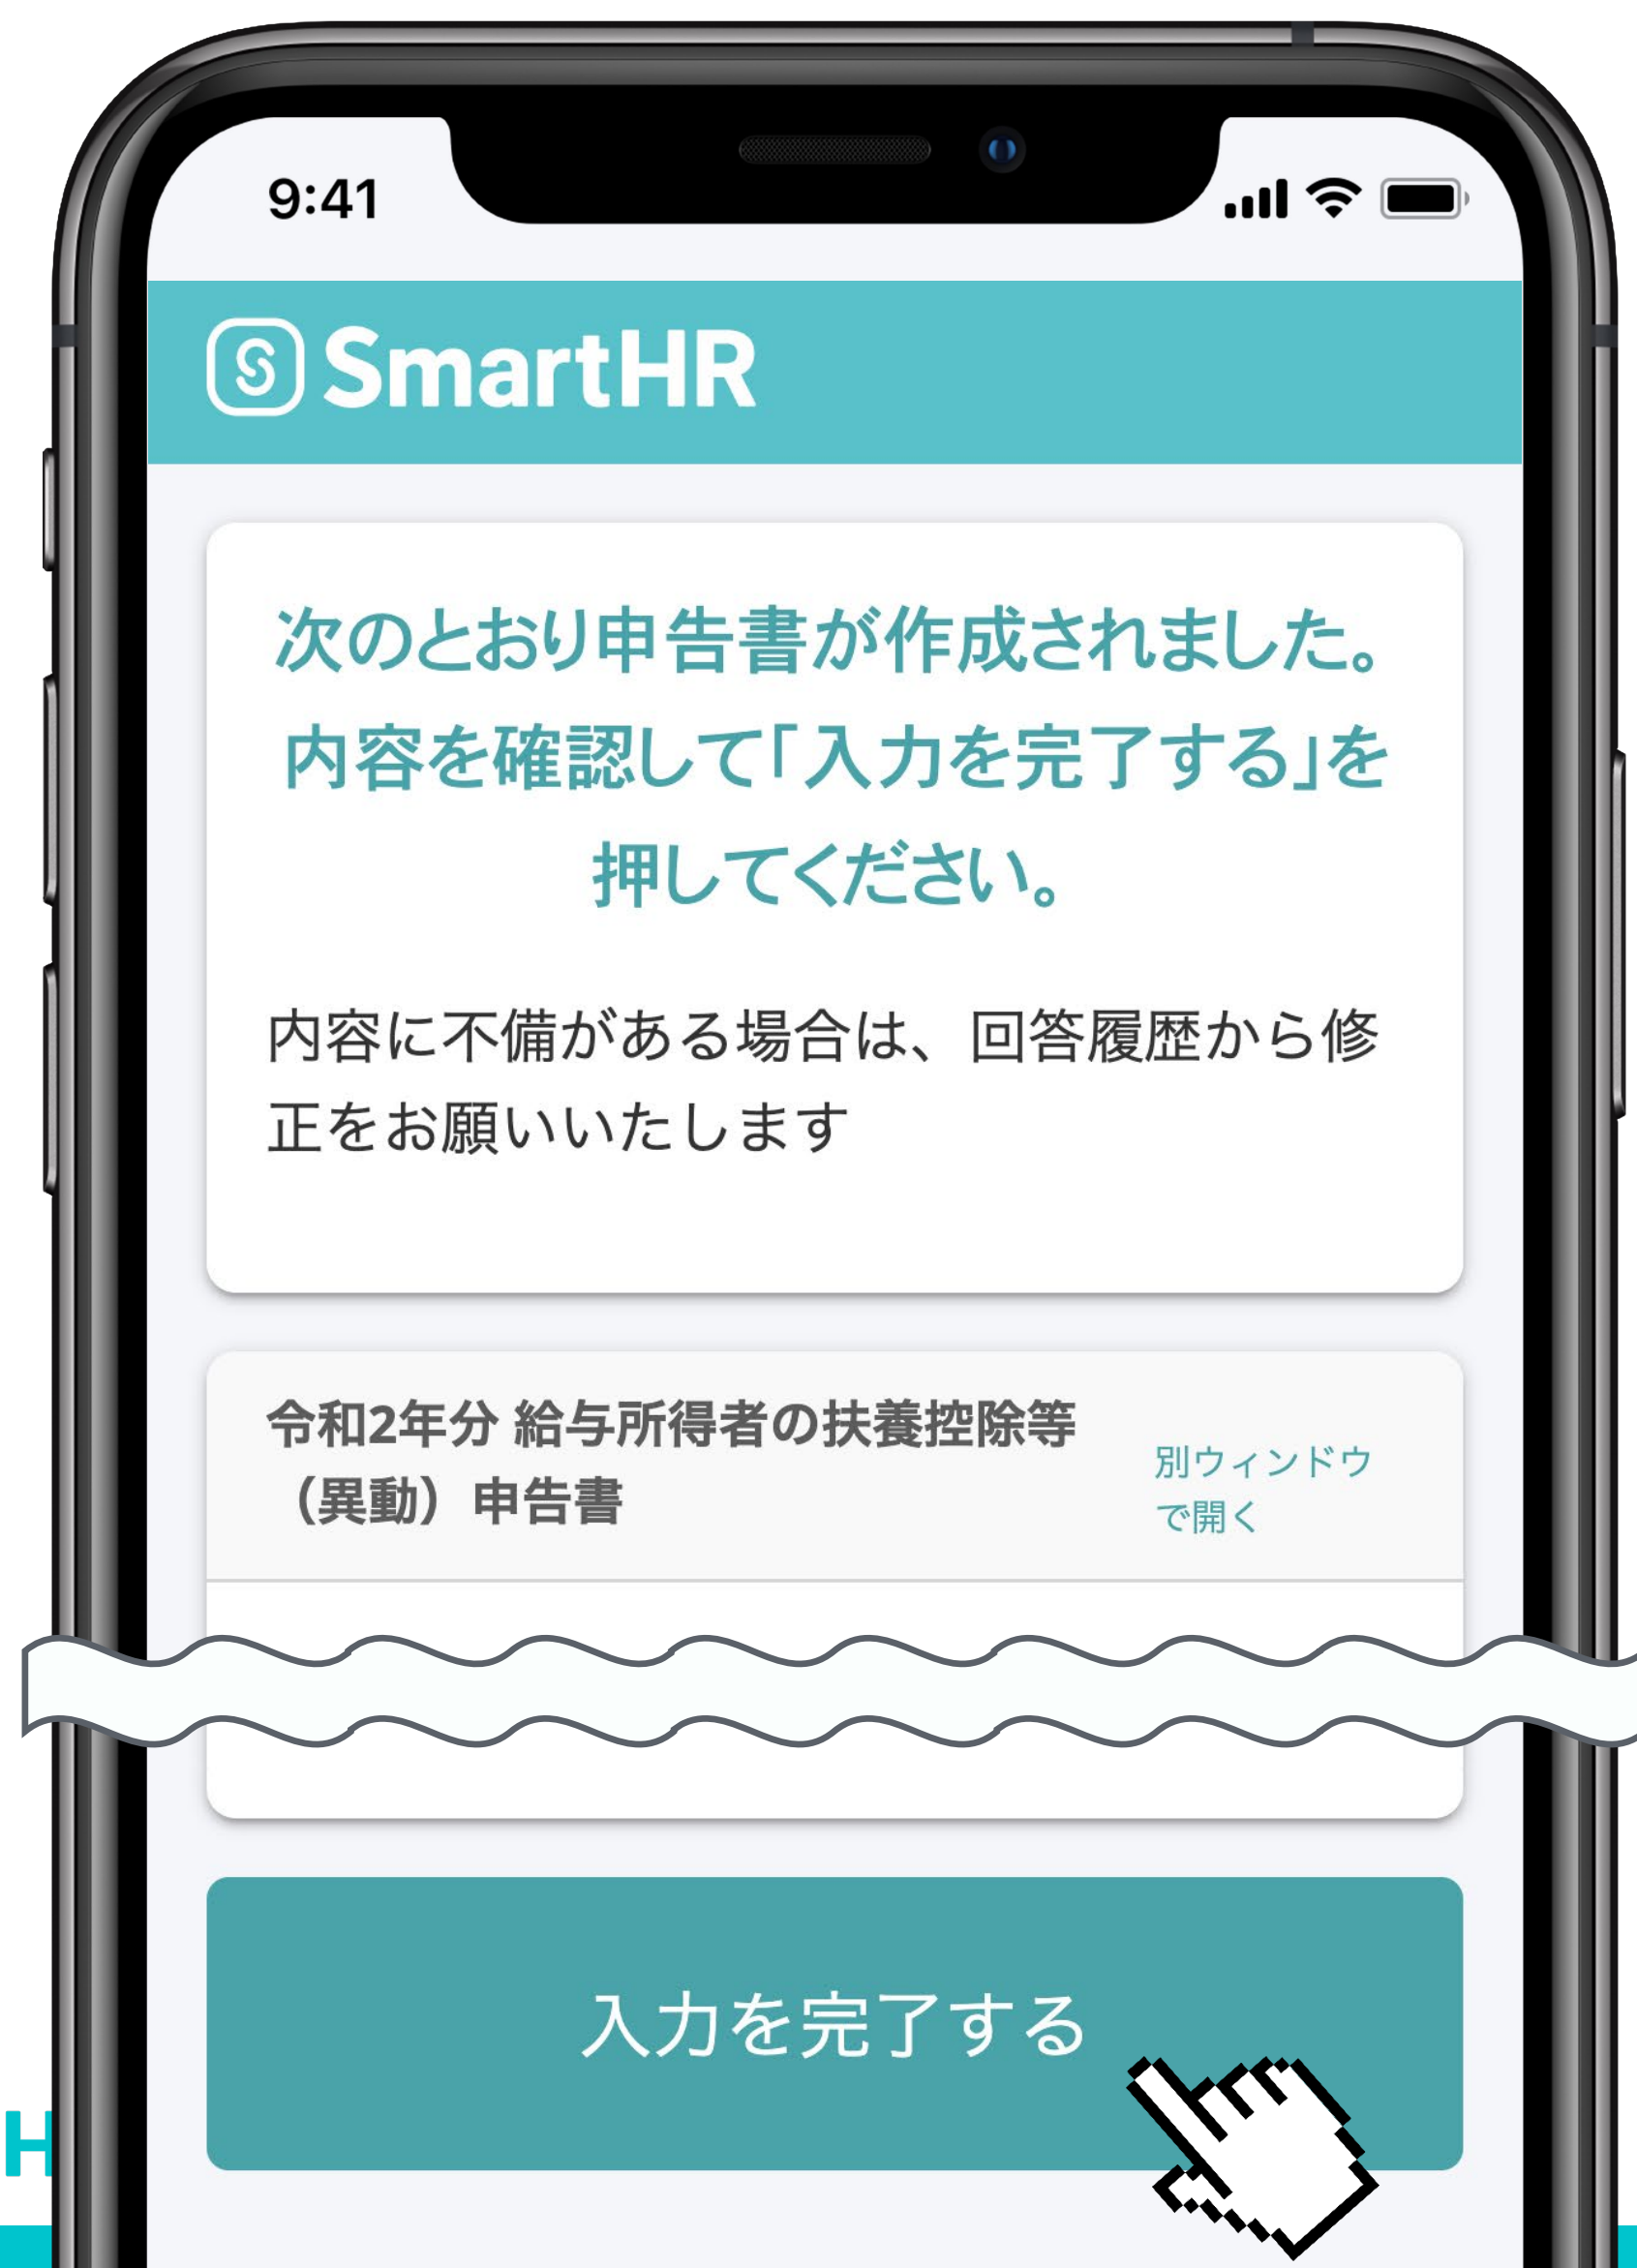 9:41
SmartHR
次のとおり申告書が作成されました。
内容を確認して「入力を完了する」を
押してください。
内容に不備がある場合は、回答履歴から修
正をお願いいたします
令和2年分 給与所得者の扶養控除等
（異動）申告書
別ウィンドウ
で開く
入力を完了する
H